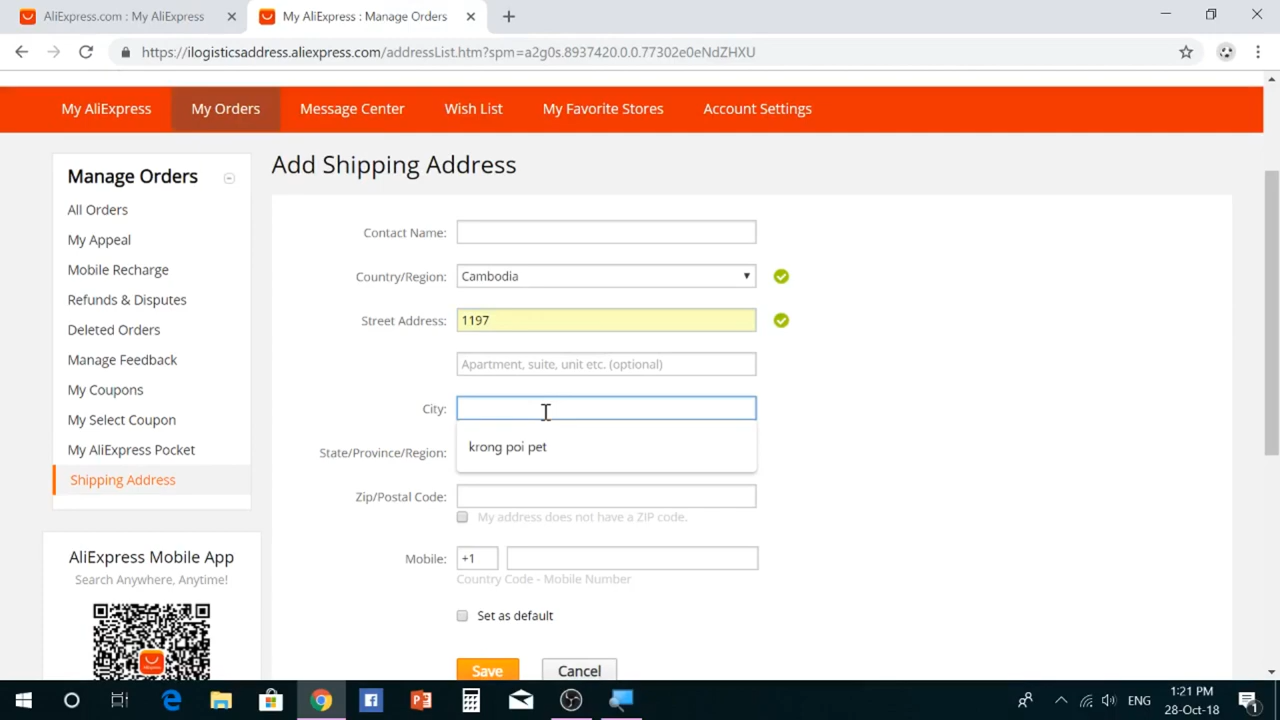 AliExpress.com : My AliExpress
My AliExpress : Manage Orders
https://ilogisticsaddress.aliexpress.com/addressList.htm?spm=a2g0s.8937420.0.0.77302e0eNdZHXU
My AliExpress
My Orders
Message Center
Wish List
My Favorite Stores
Account Settings
Manage Orders
All Orders
My Appeal
Mobile Recharge
Refunds & Disputes
Deleted Orders
Manage Feedback
My Coupons
My Select Coupon
My AliExpress Pocket
Shipping Address
AliExpress Mobile App
Search Anywhere, Anytime!
Add Shipping Address
Contact Name:
Country/Region: Cambodia
Street Address: 1197
Apartment, suite, unit etc. (optional)
City:
krong poi pet
State/Province/Region:
Zip/Postal Code:
My address does not have a ZIP code.
Mobile: +1
Country Code - Mobile Number
Set as default
Save Cancel
ENG
1:21 PM
28-Oct-18
1